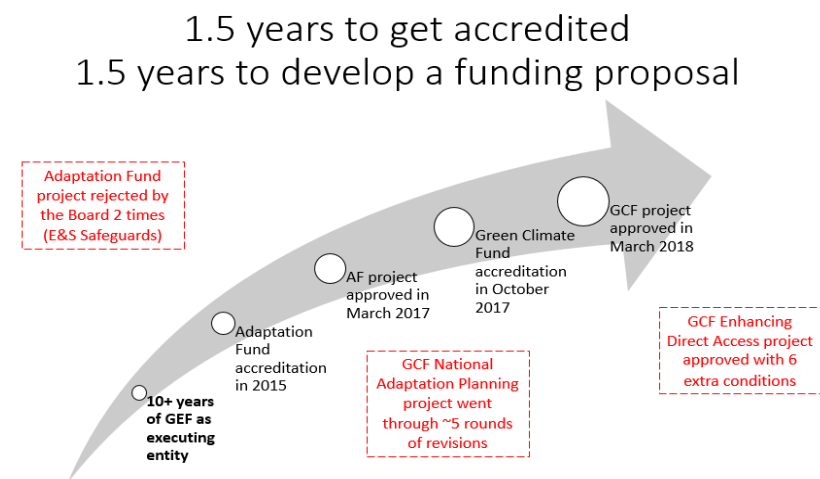 1.5 years to get accredited
1.5 years to develop a funding proposal
Adaptation Fund
project rejected by
the Board 2 times
(E&S Safeguards)
10+ years
of GEF as
executing
entity
Adaptation
Fund
accreditation
in 2015
AF project
approved in
March 2017
Green Climate
Fund
accreditation
in October
2017
GCF project
approved in
March 2018
GCF National
Adaptation Planning
project went
through ~5 rounds
of revisions
GCF Enhancing
Direct Access project
approved with 6
extra conditions